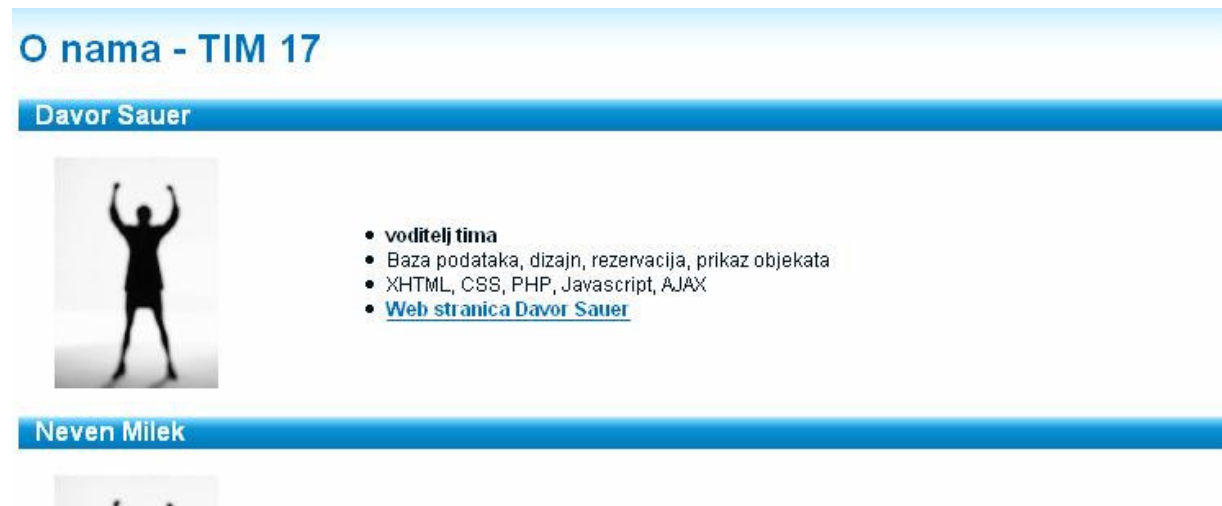 O nama - TIM 17
Davor Sauer
voditelj tima
Baza podataka, dizajn, rezervacija, prikaz objekata
XHTML, CSS, PHP, Javascript, AJAX
Web stranica Davor Sauer
Neven Milek